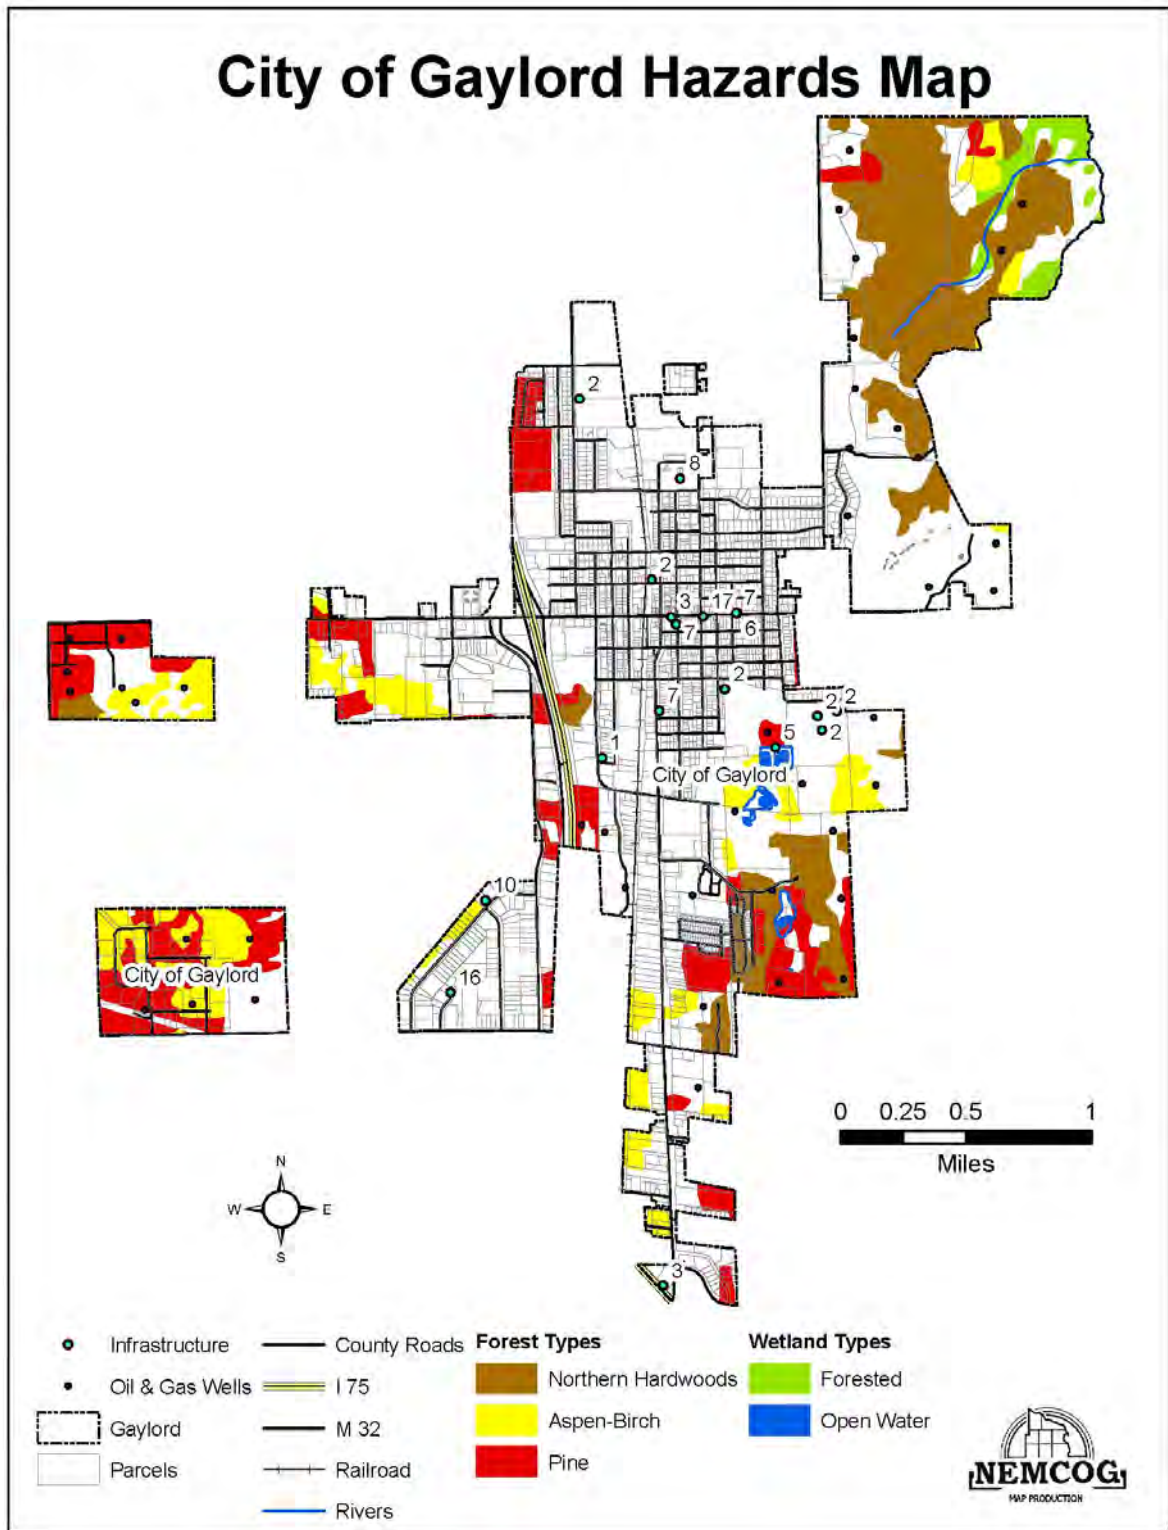 City of Gaylord Hazards Map
2
8
2
3
17
7
7
6
2
7
2
2
2
5
1
City of Gaylord
10
16
City of Gaylord
3
0 0.25 0.5 1
Miles
N
W E
S
Infrastructure
Oil & Gas Wells
Gaylord
Parcels
County Roads
I 75
M 32
Railroad
Rivers
Forest Types
Northern Hardwoods
Aspen-Birch
Pine
Wetland Types
Forested
Open Water
NEMCOG
MAP PRODUCTION